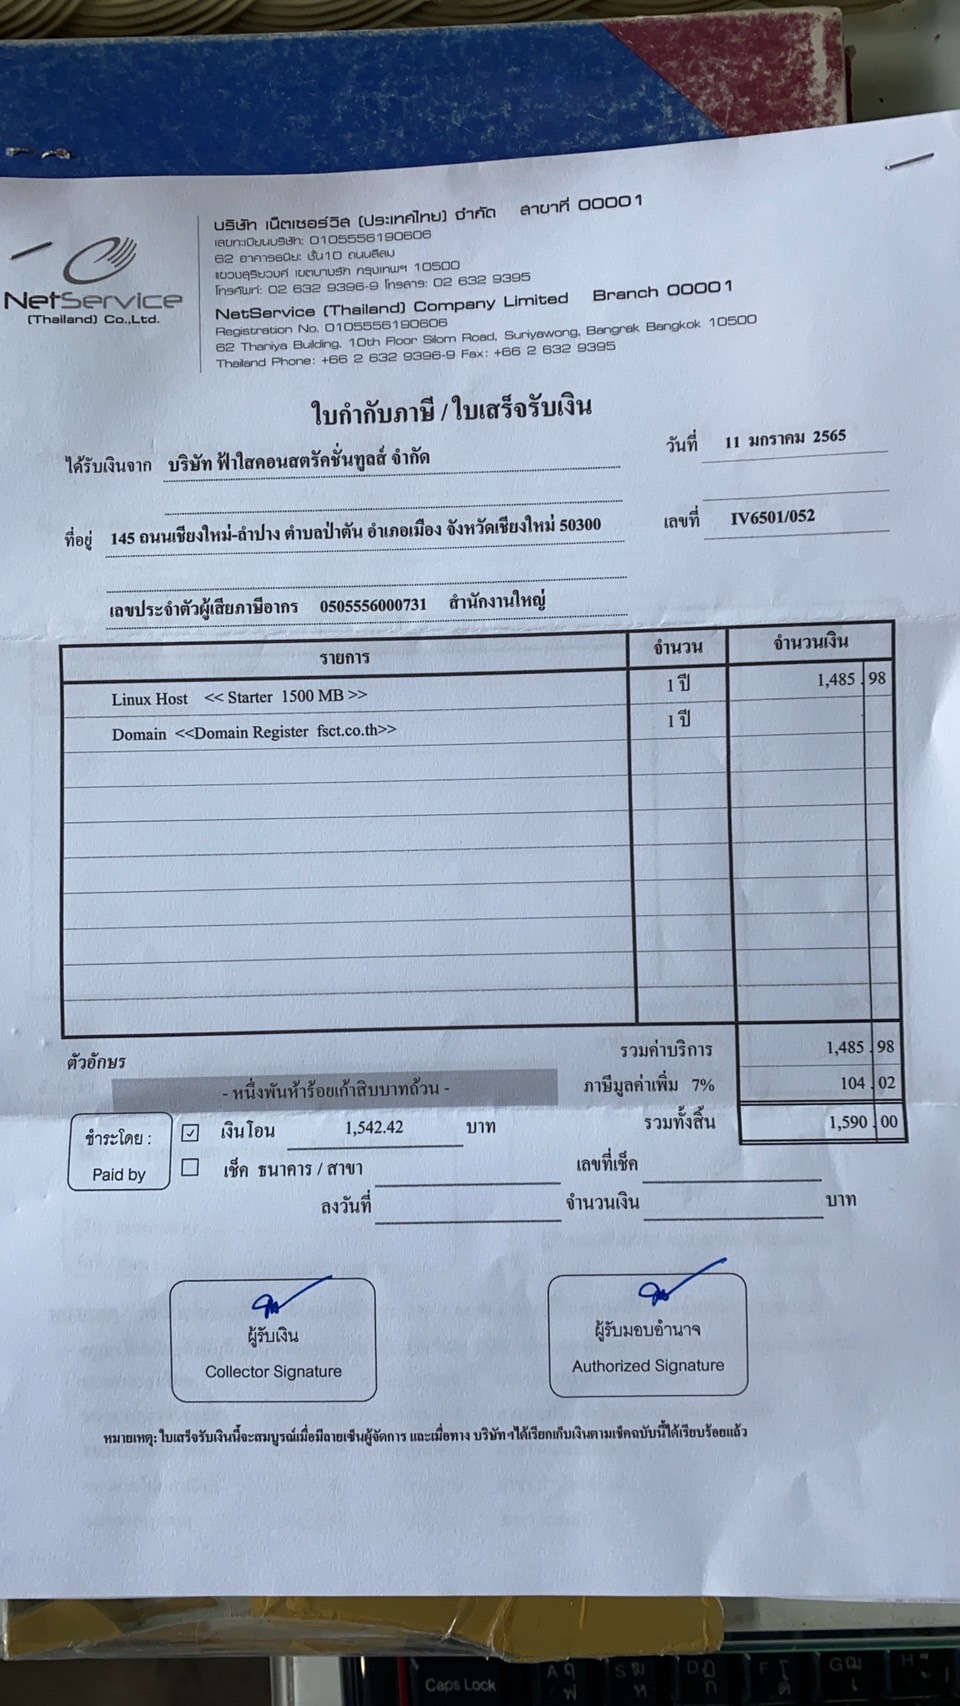 NetService
(Thailand) Co.,Ltd.
บริษัท เน็ตเซอร์วิส (ประเทศไทย) จำกัด สาขาที่ 00001
เลขทะเบียนบริษัท: 0105556190606
62 อาคารธนิยะ ชั้น10 ถนนสีลม
แขวงสุริยวงศ์ เขตบางรัก กรุงเทพฯ 10500
โทรศัพท์: 02 632 9396-9 โทรสาร: 02 632 9395
NetService (Thailand) Company Limited Branch 00001
Registration No. 0105556190606
62 Thaniya Building, 10th Floor Silom Road, Suriyawong, Bangrak Bangkok 10500
Thailand Phone: +66 2 632 9396-9 Fax: +66 2 632 9395
ใบกำกับภาษี / ใบเสร็จรับเงิน
ได้รับเงินจาก บริษัท ฟ้าใสคอนสตรัคชั่นทูลส์ จำกัด วันที่ 11 มกราคม 2565
ที่อยู่ 145 ถนนเชียงใหม่-ลำปาง ตำบลป่าตัน อำเภอเมือง จังหวัดเชียงใหม่ 50300 เลขที่ IV6501/052
เลขประจำตัวผู้เสียภาษีอากร 0505556000731 สำนักงานใหญ่
รายการ จำนวน จำนวนเงิน
Linux Host << Starter 1500 MB >> 1 ปี 1,485 . 98
Domain <<Domain Register fsct.co.th>> 1 ปี
ตัวอักษร รวมค่าบริการ 1,485 . 98
- หนึ่งพันห้าร้อยเก้าสิบบาทถ้วน - ภาษีมูลค่าเพิ่ม 7% 104 . 02
ชำระโดย : เงินโอน 1,542.42 บาท รวมทั้งสิ้น 1,590 . 00
Paid by เช็ค ธนาคาร / สาขา เลขที่เช็ค
ลงวันที่ จำนวนเงิน บาท
ผู้รับเงิน ผู้รับมอบอำนาจ
Collector Signature Authorized Signature
หมายเหตุ: ใบเสร็จรับเงินนี้จะสมบูรณ์เมื่อมีลายเซ็นผู้จัดการ และเมื่อทาง บริษัทฯได้เรียกเก็บเงินตามเช็คฉบับนี้ได้เรียบร้อยแล้ว
Caps Lock A ฤ ฟ S ฆ ห D ฏ ก F โ ด G ฌ เ H